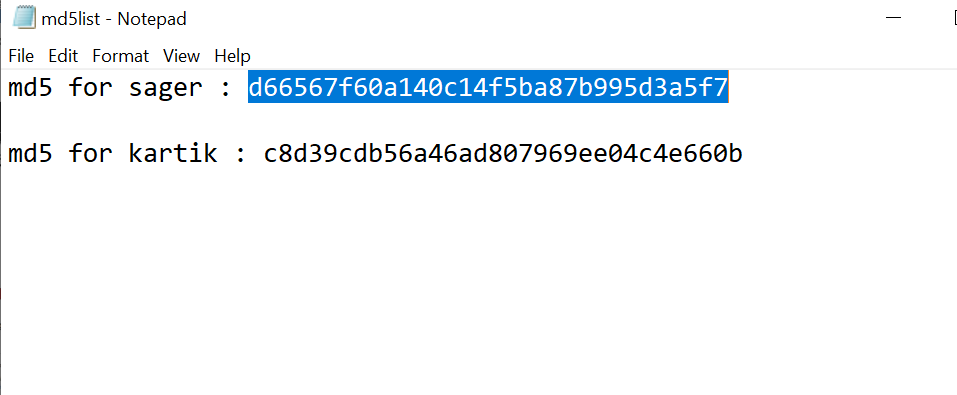 md5list - Notepad
File Edit Format View Help
md5 for sager : d66567f60a140c14f5ba87b995d3a5f7
md5 for kartik : c8d39cdb56a46ad807969ee04c4e660b